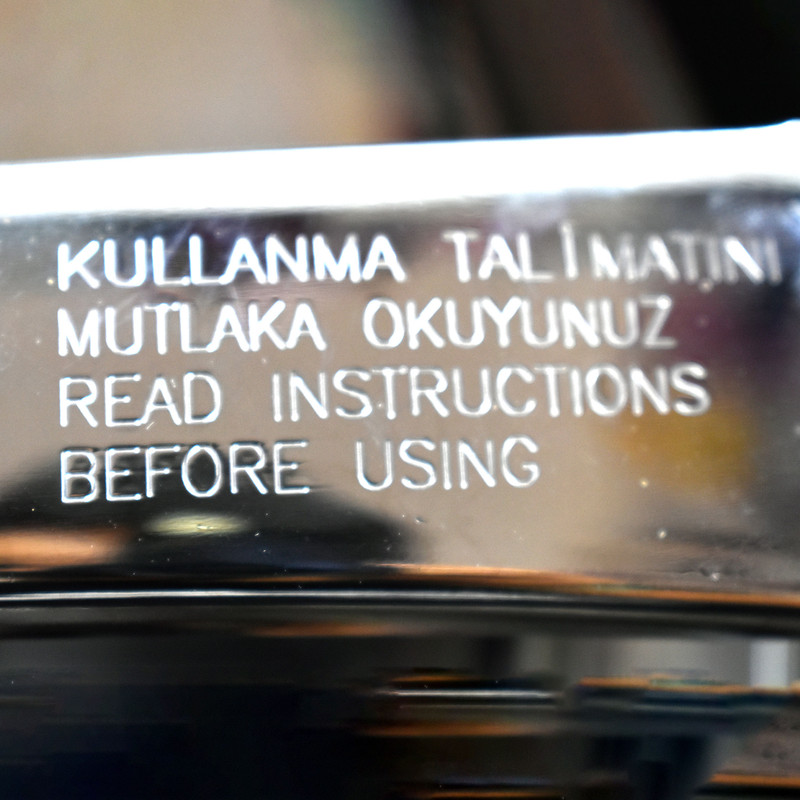 KULLANMA TALİMATINI
MUTLAKA OKUYUNUZ
READ INSTRUCTIONS
BEFORE USING